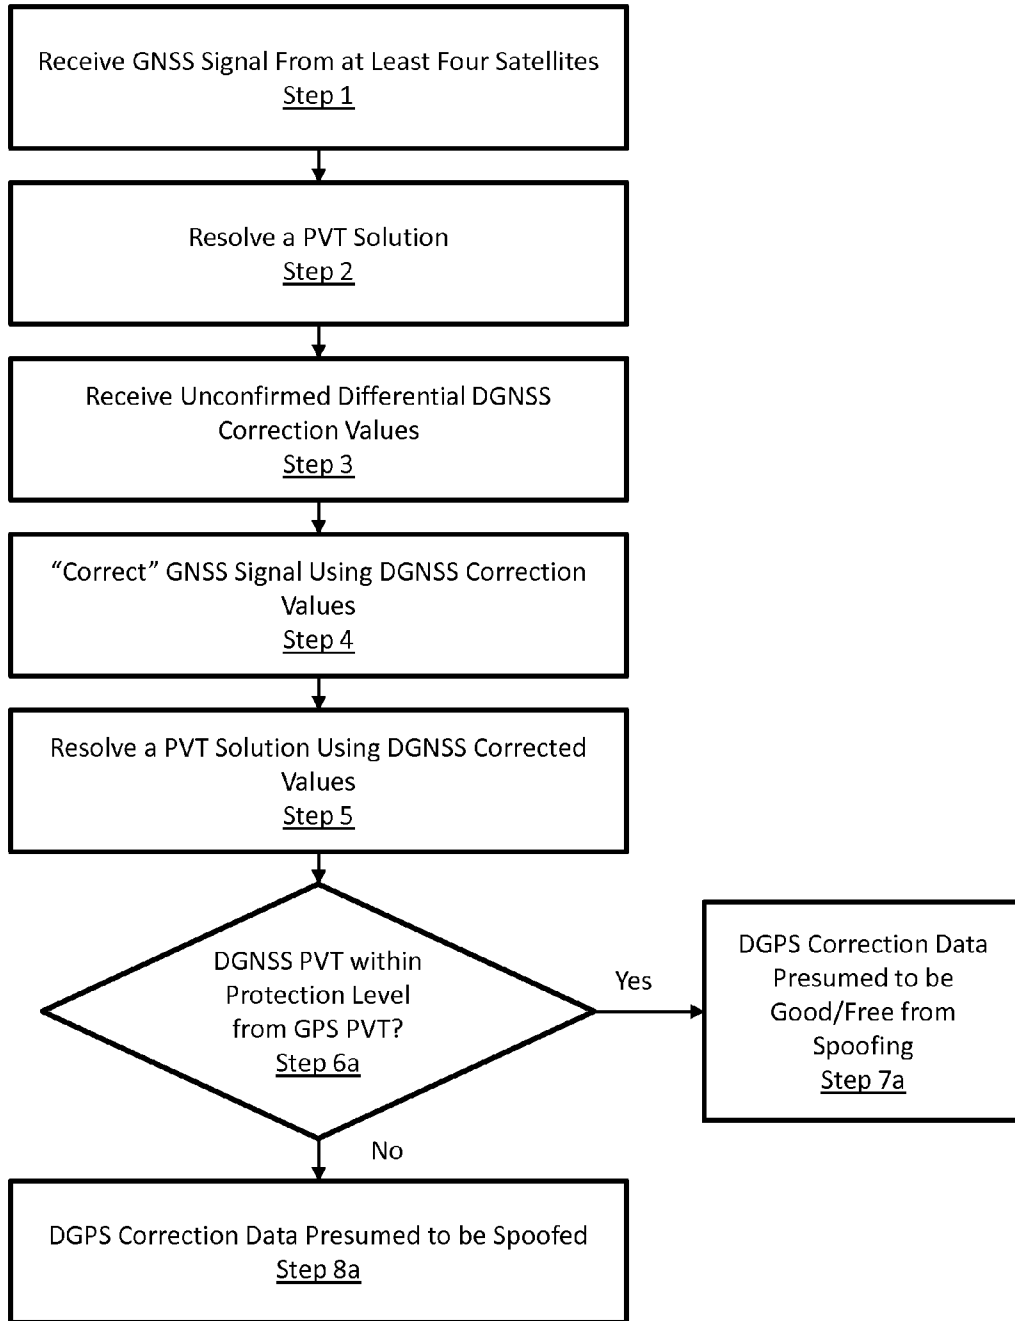 Receive GNSS Signal From at Least Four Satellites
Step 1
Resolve a PVT Solution
Step 2
Receive Unconfirmed Differential DGNSS
Correction Values
Step 3
“Correct” GNSS Signal Using DGNSS Correction
Values
Step 4
Resolve a PVT Solution Using DGNSS Corrected
Values
Step 5
DGNSS PVT within
Protection Level
from GPS PVT?
Step 6a
Yes
DGPS Correction Data
Presumed to be
Good/Free from
Spoofing
Step 7a
No
DGPS Correction Data Presumed to be Spoofed
Step 8a